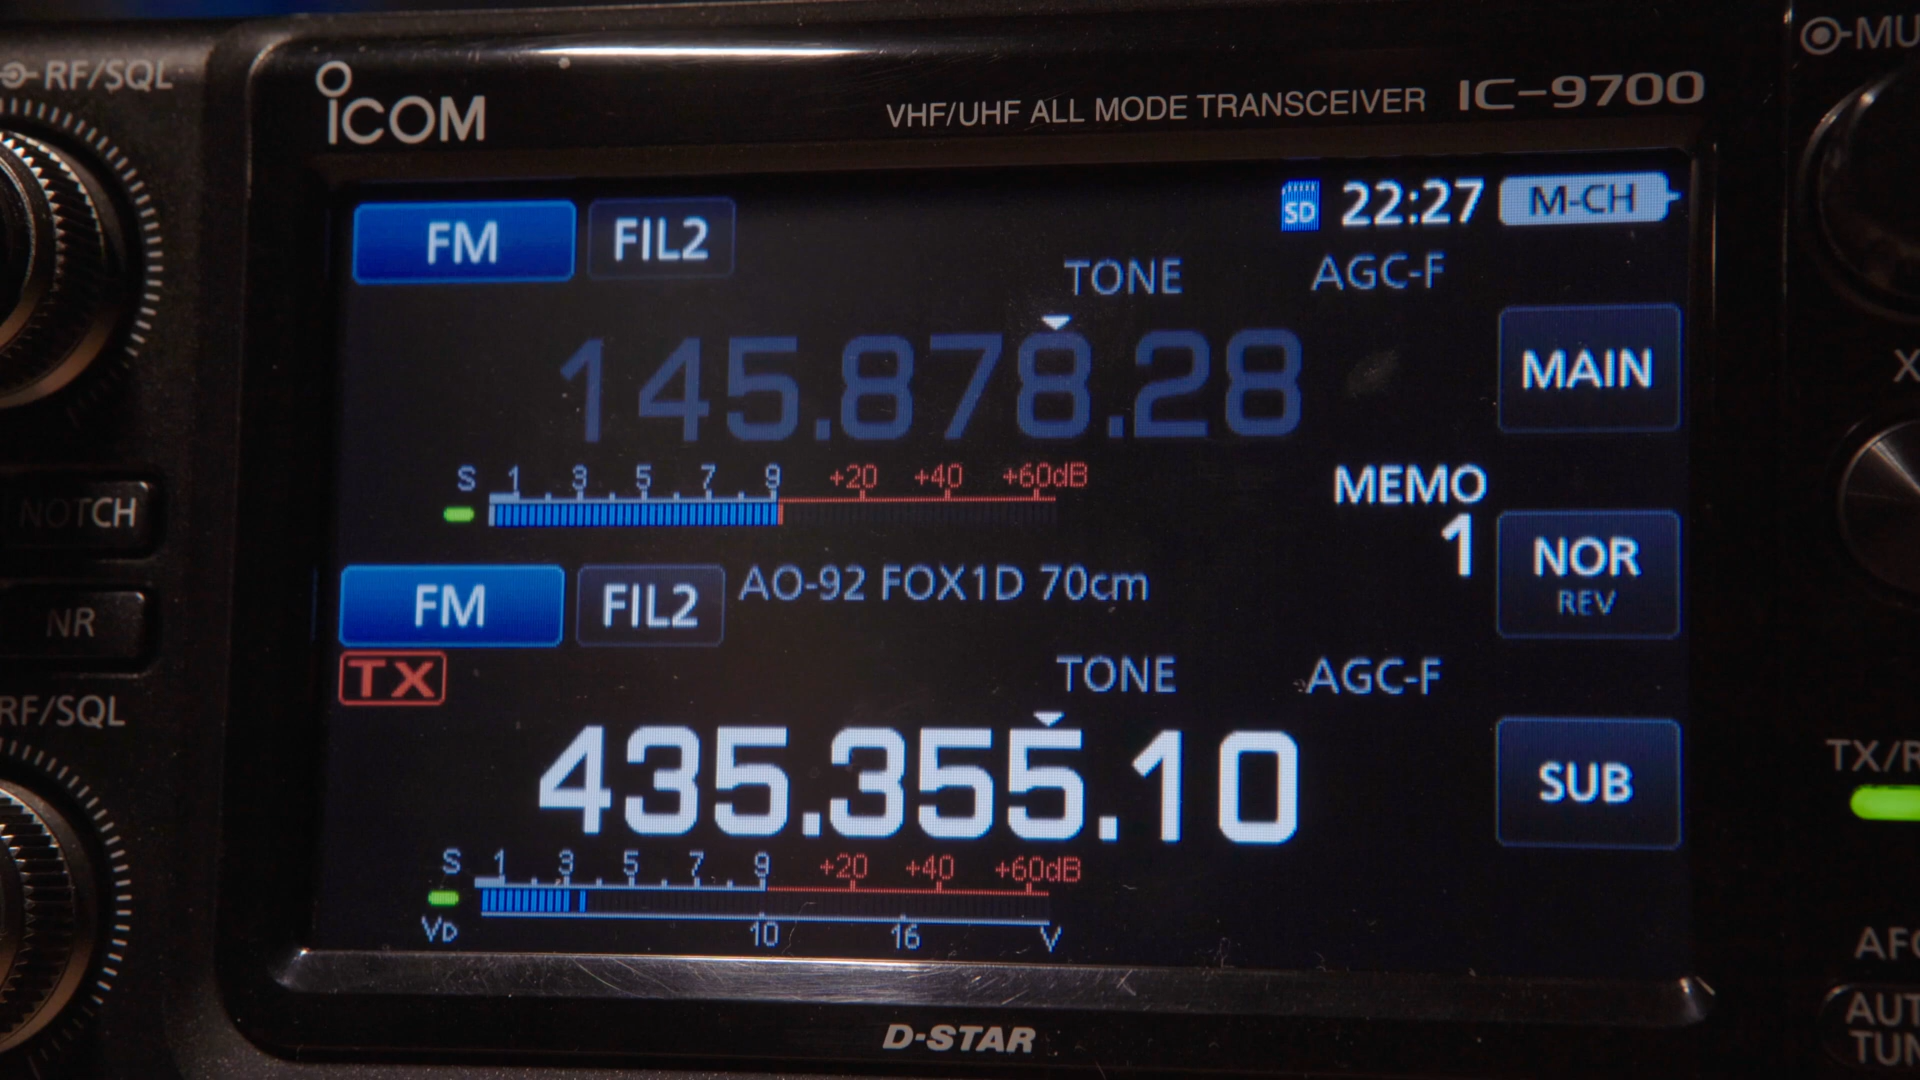 RF/SQL
ICOM
VHF/UHF ALL MODE TRANSCEIVER IC-9700
FM FIL2
SD 22:27 M-CH
TONE AGC-F
145.878.28
MAIN
S 1 3 5 7 9 +20 +40 +60dB
MEMO
1
NOTCH
NOR
REV
FM FIL2 AO-92 FOX1D 70cm
NR
TX
TONE AGC-F
RF/SQL
435.355.10
SUB
TX/R
S 1 3 5 7 9 +20 +40 +60dB
VD 10 16 V
D-STAR